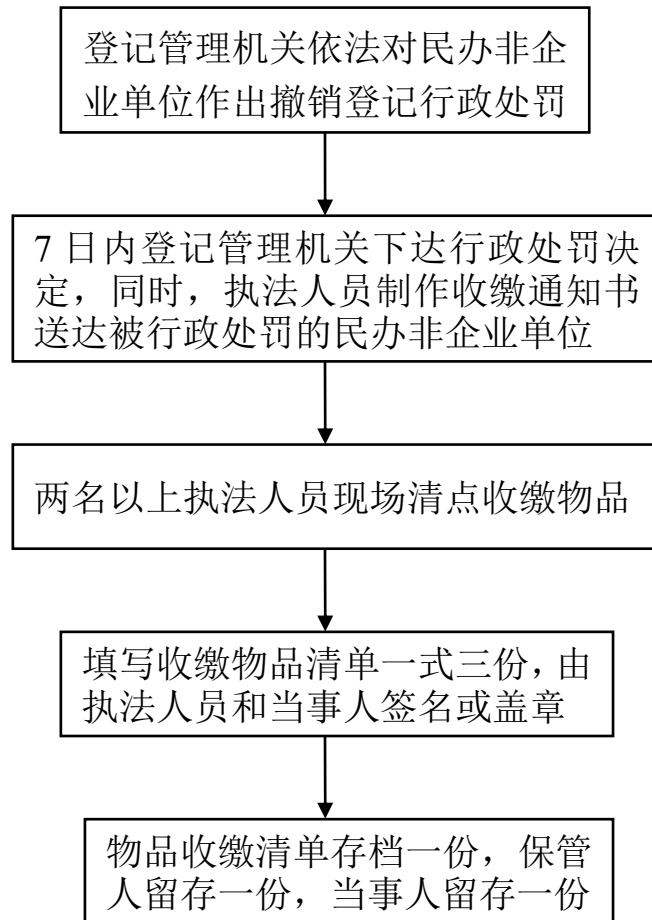 登记管理机关依法对民办非企
业单位作出撤销登记行政处罚
7 日内登记管理机关下达行政处罚决
定，同时，执法人员制作收缴通知书
送达被行政处罚的民办非企业单位
两名以上执法人员现场清点收缴物品
填写收缴物品清单一式三份，由
执法人员和当事人签名或盖章
物品收缴清单存档一份，保管
人留存一份，当事人留存一份